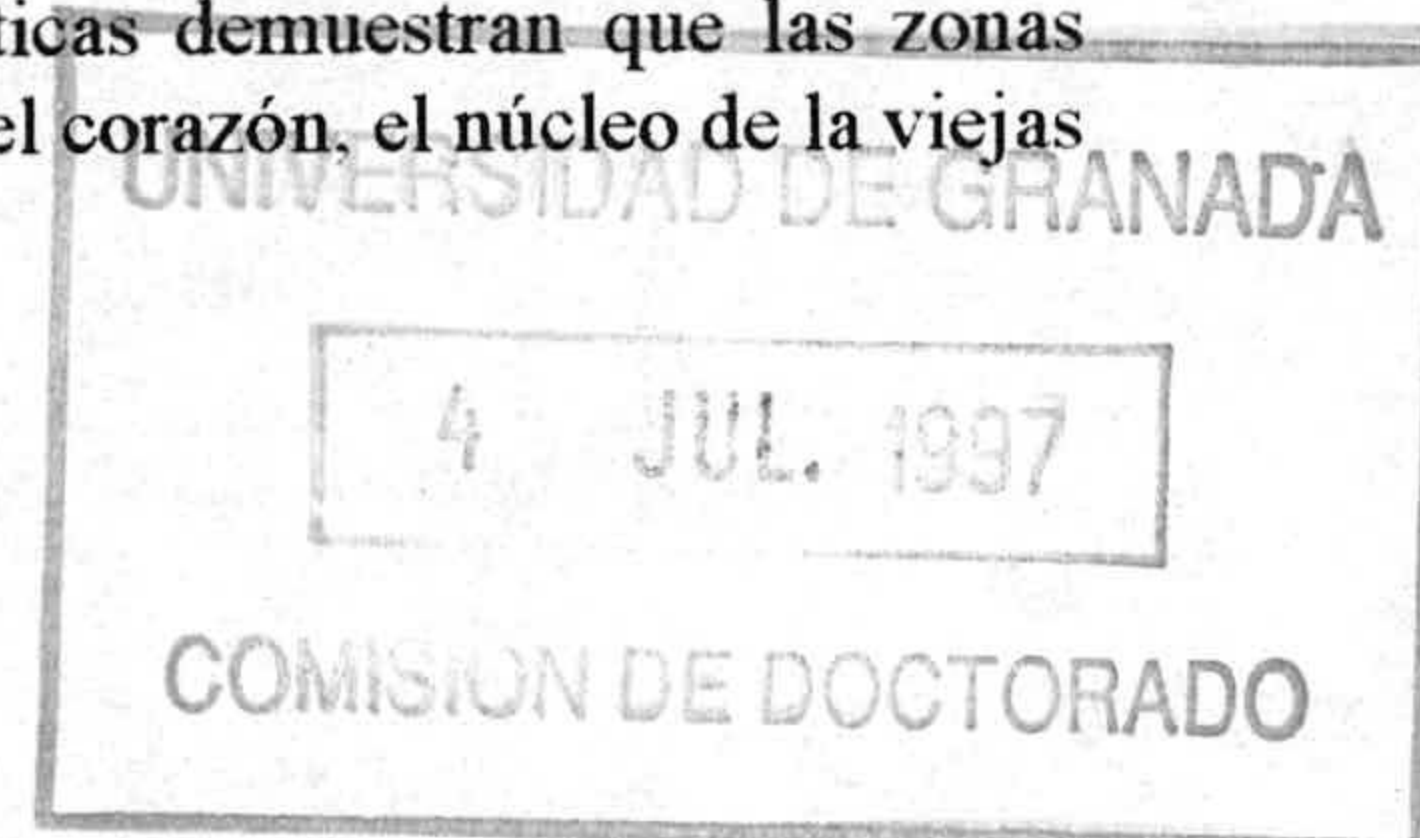 ticas demuestran que las zonas
el corazón, el núcleo de la viejas
UNIVERSIDAD DE GRANADA
4 JUL. 1997
COMISION DE DOCTORADO